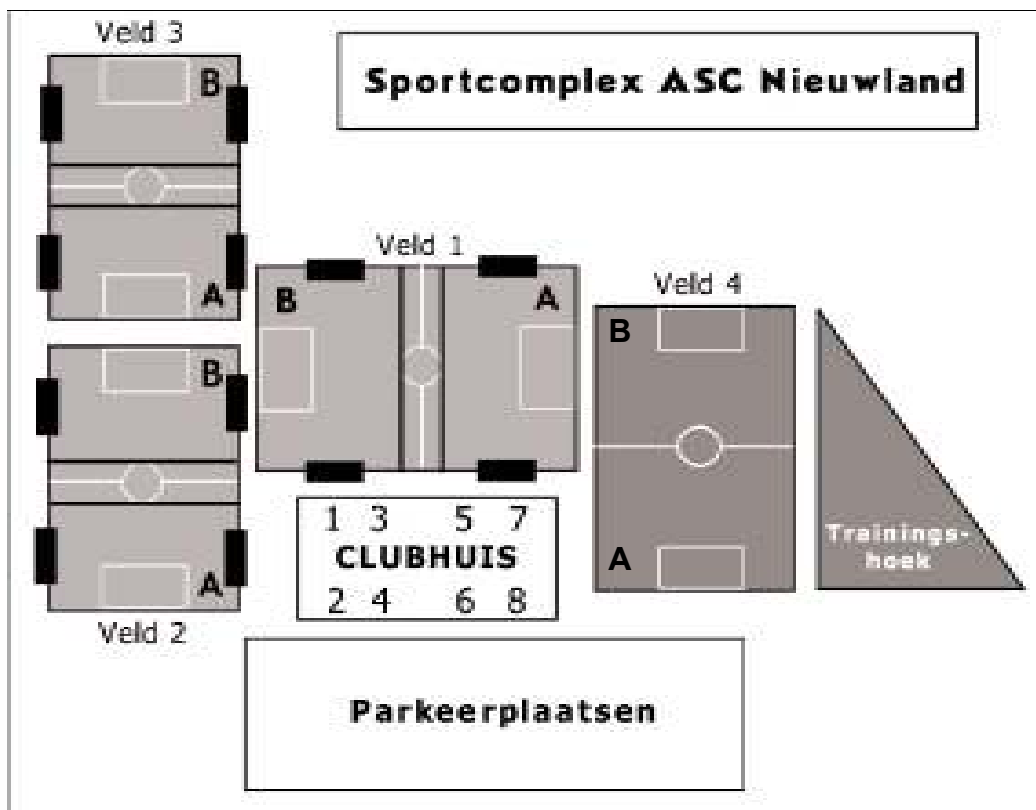 Veld 3
B
A
Sportcomplex ASC Nieuwland
Veld 1
B
A
Veld 4
B
A
B
A
Veld 2
1 3 5 7
CLUBHUIS
2 4 6 8
Trainings-
hoek
Parkeerplaatsen